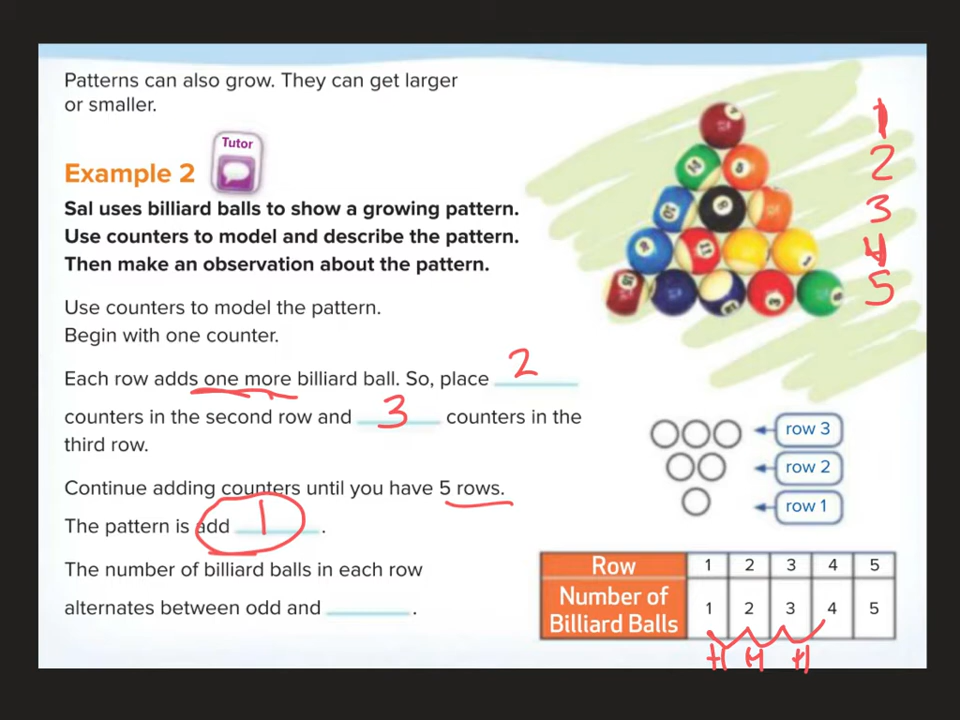 Patterns can also grow. They can get larger
or smaller.
Tutor
Example 2
Sal uses billiard balls to show a growing pattern.
Use counters to model and describe the pattern.
Then make an observation about the pattern.
Use counters to model the pattern.
Begin with one counter.
Each row adds one more billiard ball. So, place 2
counters in the second row and 3 counters in the
third row.
Continue adding counters until you have 5 rows.
The pattern is add 1.
The number of billiard balls in each row
alternates between odd and ______.
1
2
3
4
5
8
11
3
row 3
row 2
row 1
Row 1 2 3 4 5
Number of
Billiard Balls 1 2 3 4 5
+1 +1 +1